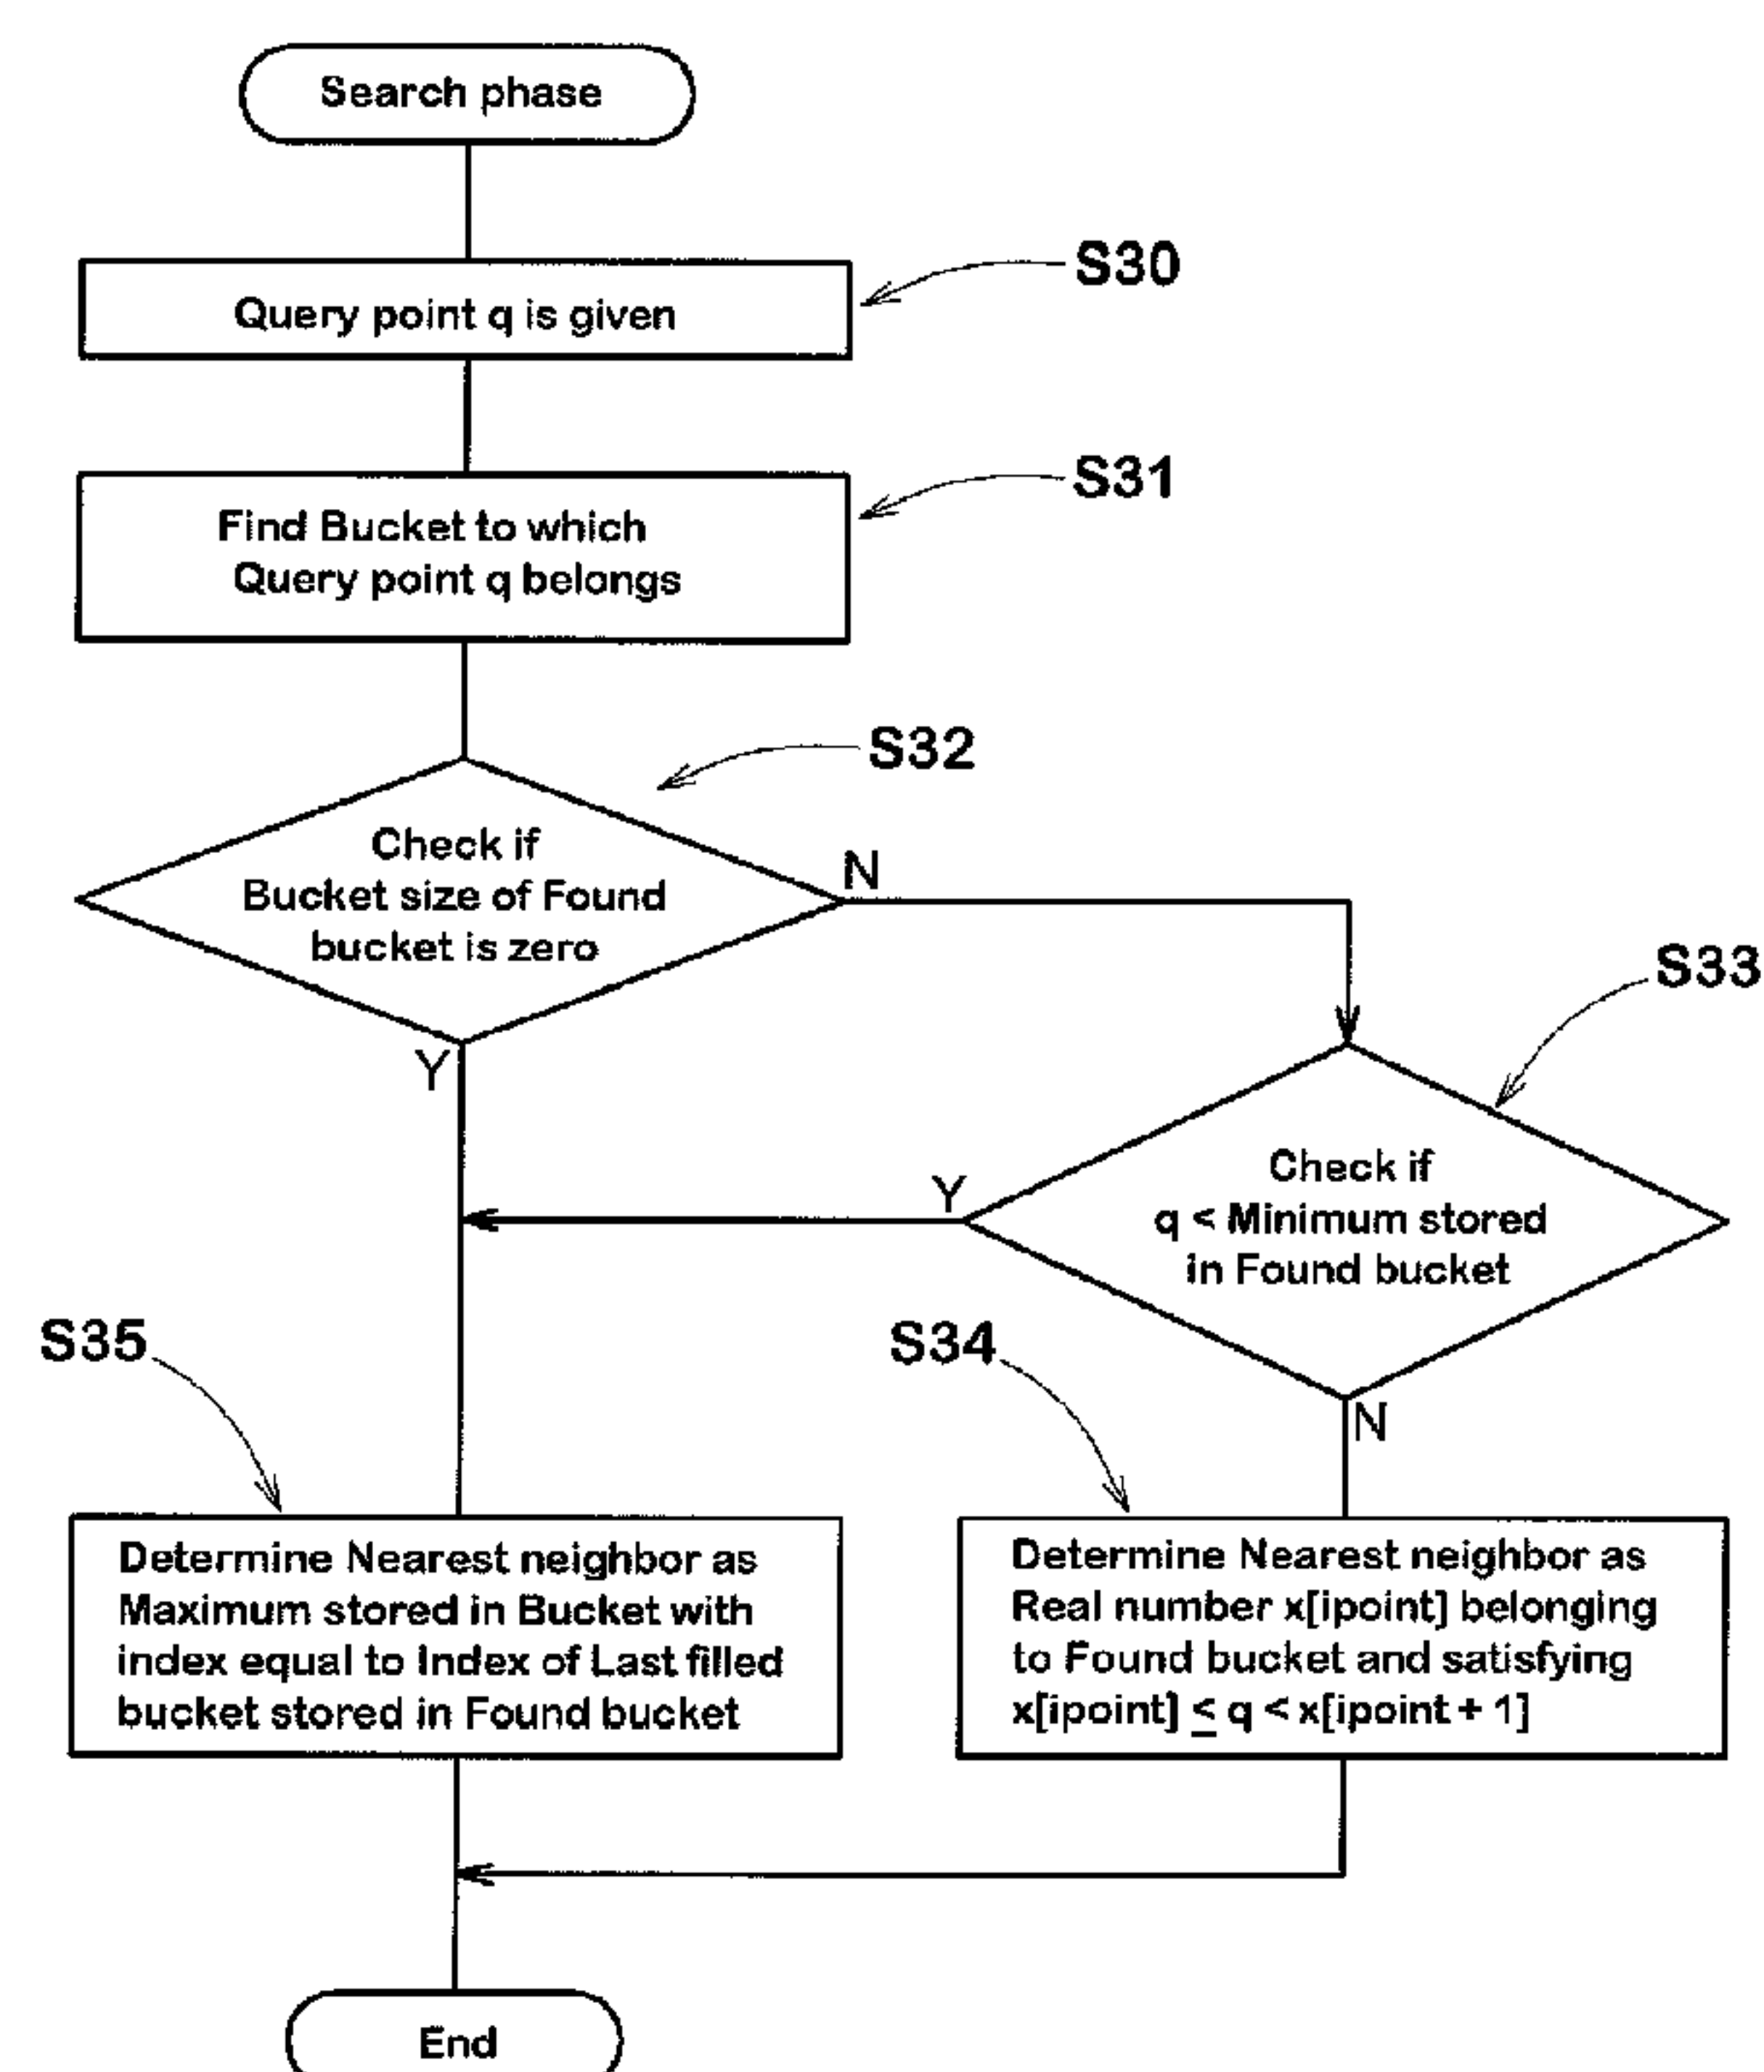 Search phase
S30
Query point q is given
S31
Find Bucket to which
Query point q belongs
S32
Check if
Bucket size of Found
bucket is zero
N
Y
S33
Check if
q < Minimum stored
in Found bucket
Y
N
S35
Determine Nearest neighbor as
Maximum stored in Bucket with
index equal to Index of Last filled
bucket stored in Found bucket
S34
Determine Nearest neighbor as
Real number x[ipoint] belonging
to Found bucket and satisfying
x[ipoint] ≤ q < x[ipoint + 1]
End